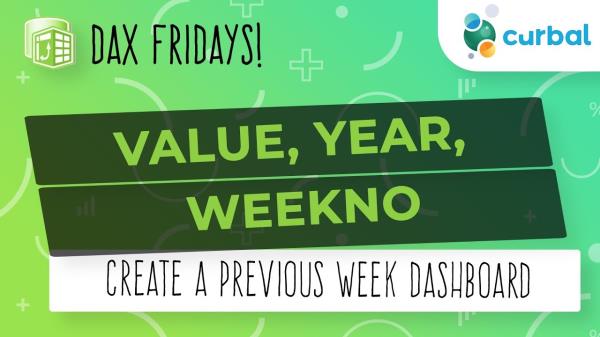 DAX FRIDAYS!
curbal
VALUE, YEAR,
WEEKNO
CREATE A PREVIOUS WEEK DASHBOARD